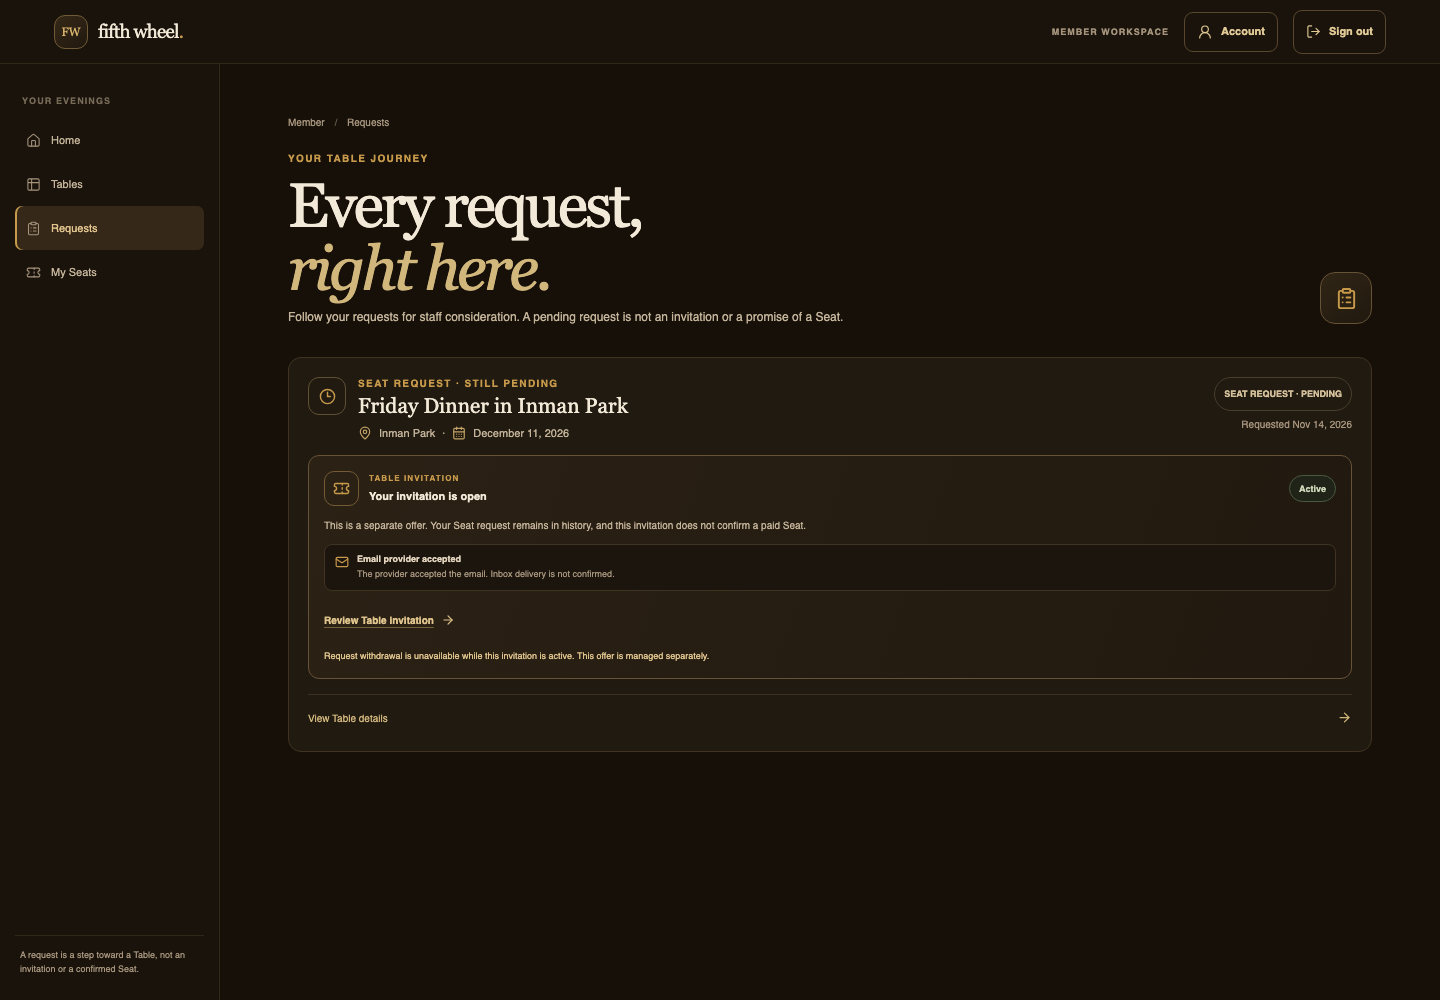 FW
fifth wheel.
MEMBER WORKSPACE
Account
Sign out
YOUR EVENINGS
Home
Tables
Requests
My Seats
Member / Requests
YOUR TABLE JOURNEY
Every request,
right here.
Follow your requests for staff consideration. A pending request is not an invitation or a promise of a Seat.
SEAT REQUEST · STILL PENDING
Friday Dinner in Inman Park
Inman Park · December 11, 2026
SEAT REQUEST · PENDING
Requested Nov 14, 2026
TABLE INVITATION
Your invitation is open
Active
This is a separate offer. Your Seat request remains in history, and this invitation does not confirm a paid Seat.
Email provider accepted
The provider accepted the email. Inbox delivery is not confirmed.
Review Table invitation
Request withdrawal is unavailable while this invitation is active. This offer is managed separately.
View Table details
A request is a step toward a Table, not an
invitation or a confirmed Seat.